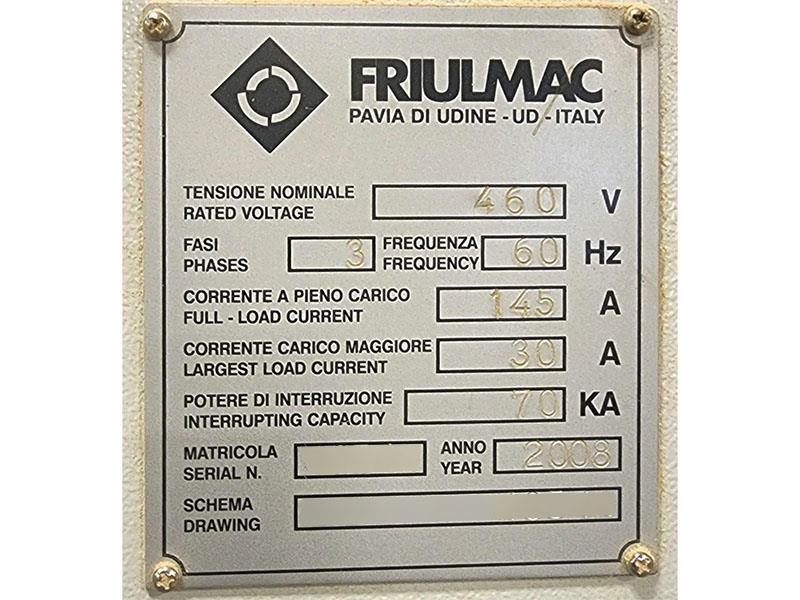 FRIULMAC
PAVIA DI UDINE - UD - ITALY
TENSIONE NOMINALE
RATED VOLTAGE 460 V
FASI
PHASES 3 FREQUENZA
FREQUENCY 60 Hz
CORRENTE A PIENO CARICO
FULL - LOAD CURRENT 145 A
CORRENTE CARICO MAGGIORE
LARGEST LOAD CURRENT 30 A
POTERE DI INTERRUZIONE
INTERRUPTING CAPACITY 70 KA
MATRICOLA
SERIAL N. ANNO
YEAR 2008
SCHEMA
DRAWING